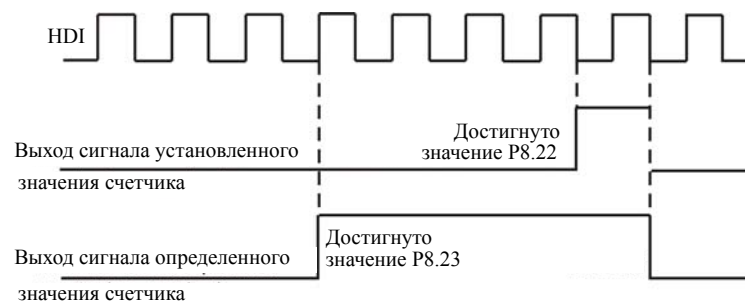 HDI
Достигнуто
значение P8.22
Выход сигнала установленного
значения счетчика
Достигнуто
значение P8.23
Выход сигнала определенного
значения счетчика